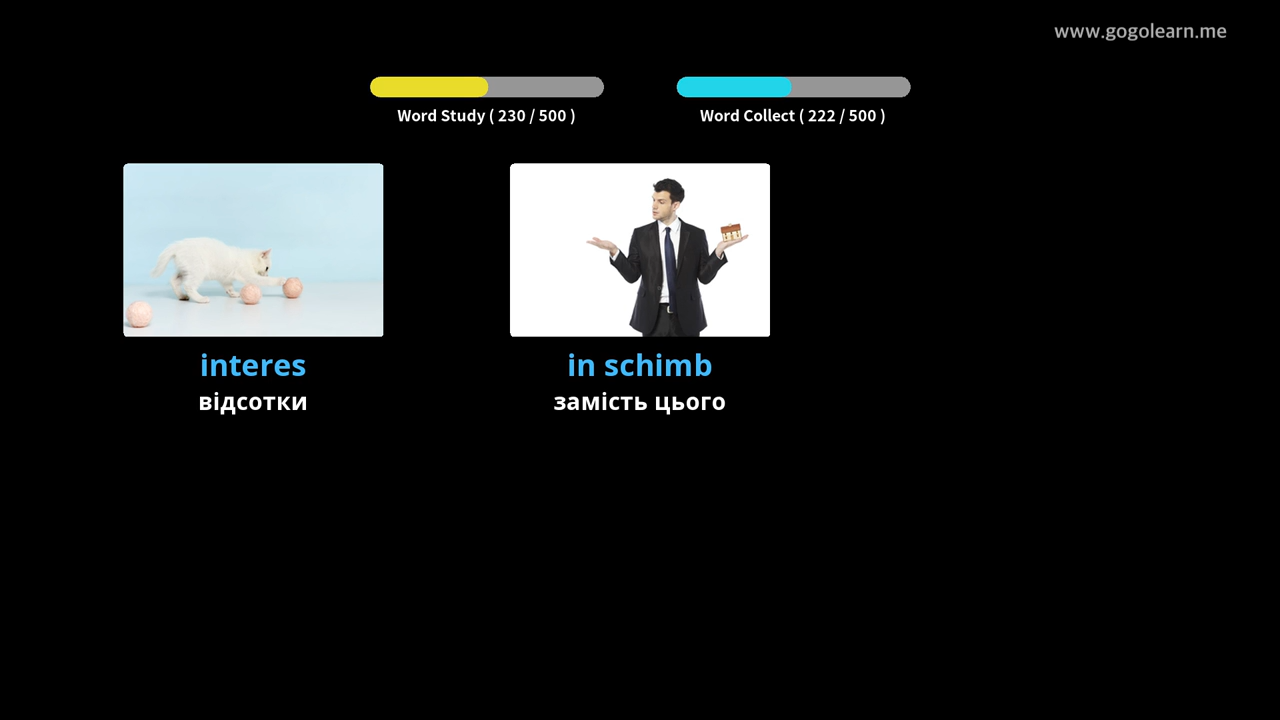 www.gogolearn.me
Word Study ( 230 / 500 )
Word Collect ( 222 / 500 )
interes
відсотки
in schimb
замість цього